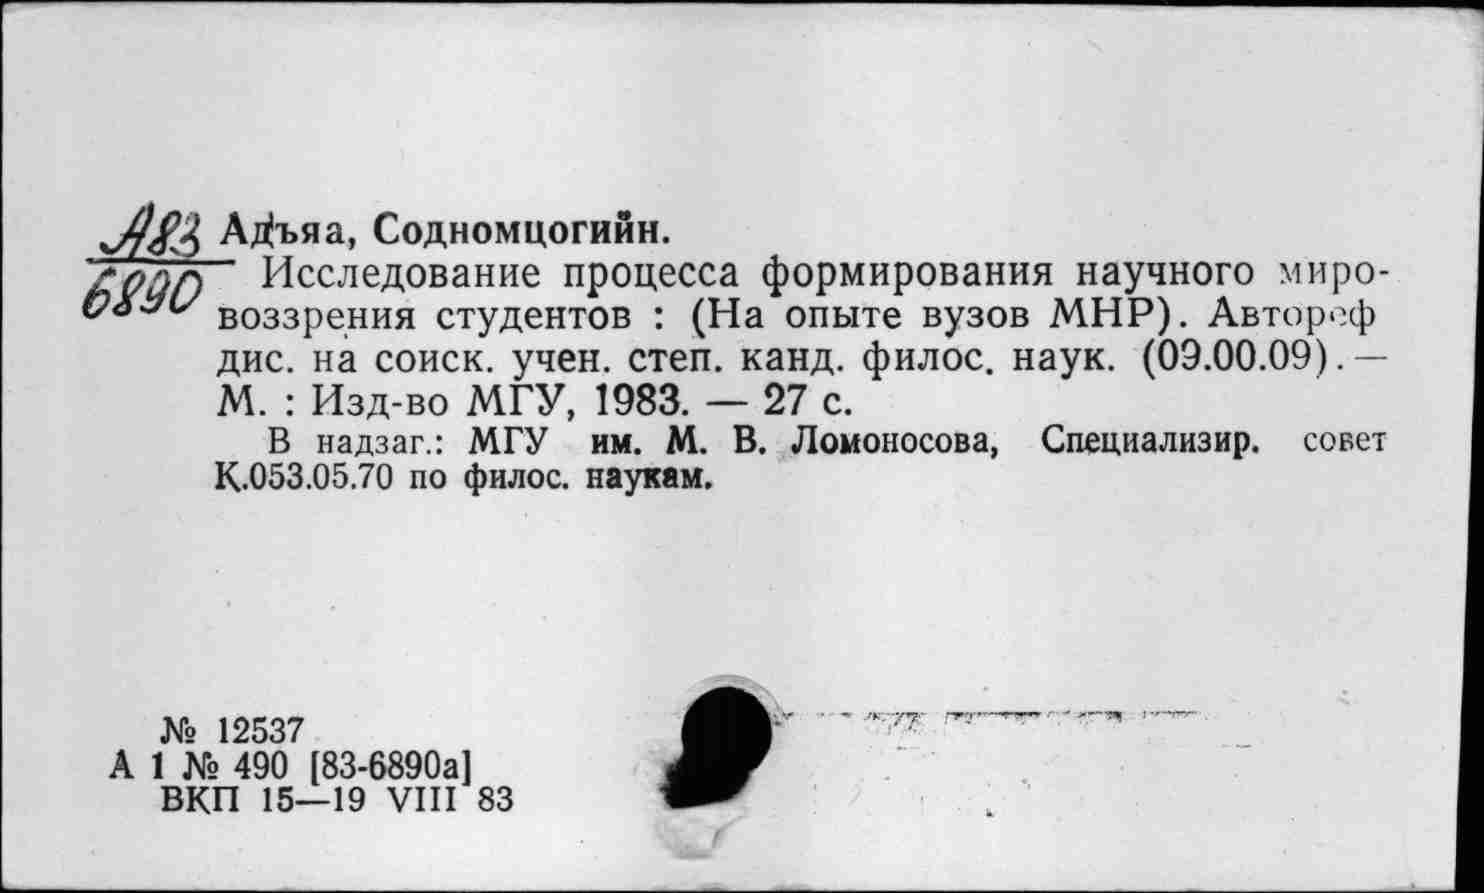 А83 Адъяа, Содномцогийн.
6890 Исследование процесса формирования научного миро-
воззрения студентов : (На опыте вузов МНР). Автореф
дис. на соиск. учен. степ. канд. филос. наук. (09.00.09). —
М. : Изд-во МГУ, 1983. — 27 с.
В надзаг.: МГУ им. М. В. Ломоносова, Специализир. совет
К.053.05.70 по филос. наукам.
№ 12537
А 1 № 490 [83-6890а]
ВКП 15—19 VIII 83